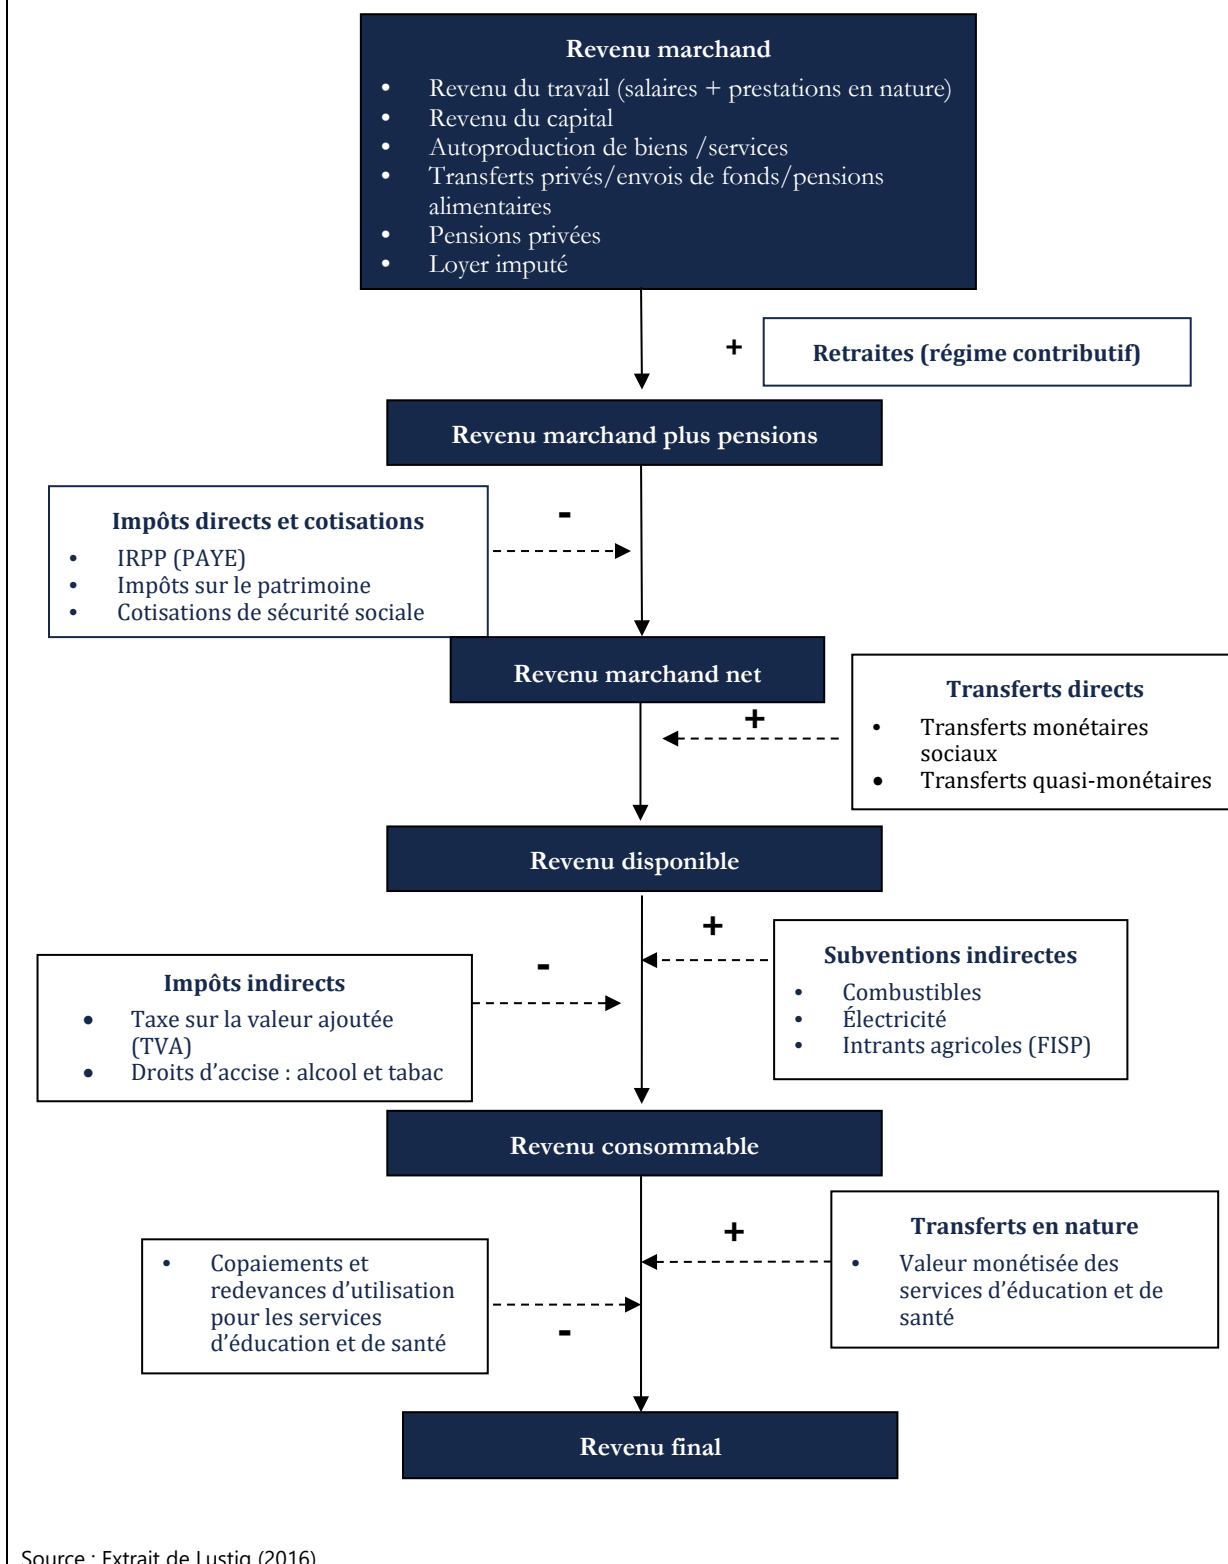 Revenu marchand
• Revenu du travail (salaires + prestations en nature)
• Revenu du capital
• Autoproduction de biens /services
• Transferts privés/envois de fonds/pensions
alimentaires
• Pensions privées
• Loyer imputé
+
Retraites (régime contributif)
Revenu marchand plus pensions
-
Impôts directs et cotisations
• IRPP (PAYE)
• Impôts sur le patrimoine
• Cotisations de sécurité sociale
Revenu marchand net
+
Transferts directs
• Transferts monétaires
sociaux
• Transferts quasi-monétaires
Revenu disponible
+
Subventions indirectes
• Combustibles
• Électricité
• Intrants agricoles (FISP)
-
Impôts indirects
• Taxe sur la valeur ajoutée
(TVA)
• Droits d’accise : alcool et tabac
Revenu consommable
+
Transferts en nature
• Valeur monétisée des
services d’éducation et de
santé
• Copaiements et
redevances d’utilisation
pour les services
d’éducation et de santé
-
Revenu final
Source : Extrait de Lustig (2016)